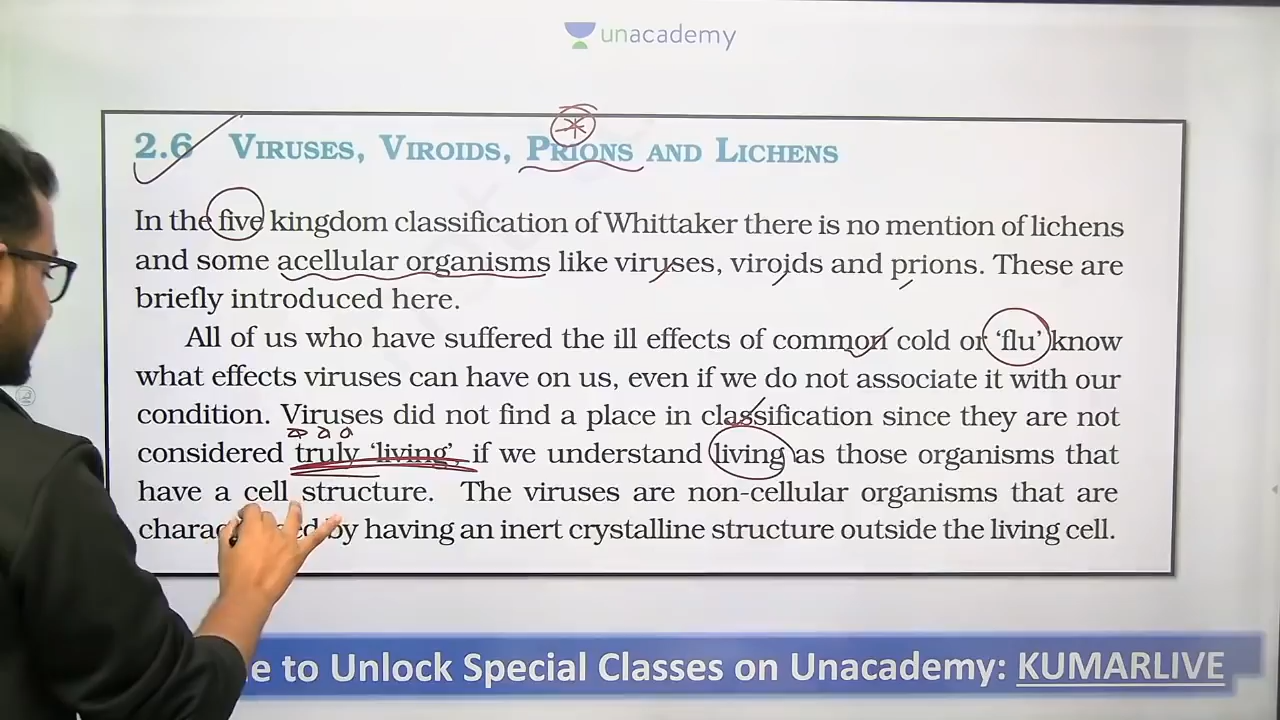 unacademy
2.6 VIRUSES, VIROIDS, PRIONS AND LICHENS
In the five kingdom classification of Whittaker there is no mention of lichens
and some acellular organisms like viruses, viroids and prions. These are
briefly introduced here.
All of us who have suffered the ill effects of common cold or ‘flu’ know
what effects viruses can have on us, even if we do not associate it with our
condition. Viruses did not find a place in classification since they are not
considered truly ‘living’, if we understand living as those organisms that
have a cell structure. The viruses are non-cellular organisms that are
by having an inert crystalline structure outside the living cell.
to Unlock Special Classes on Unacademy: KUMARLIVE